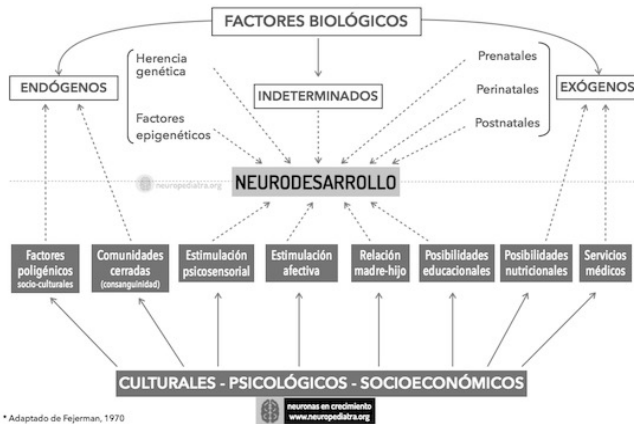 FACTORES BIOLÓGICOS
ENDÓGENOS
Herencia
genética
Factores
epigenéticos
INDETERMINADOS
Prenatales
Perinatales
Postnatales
EXÓGENOS
neuropediatra.org
NEURODESARROLLO
Factores
poligénicos
socio-culturales
Comunidades
cerradas
(consanguinidad)
Estimulación
psicosensorial
Estimulación
afectiva
Relación
madre-hijo
Posibilidades
educacionales
Posibilidades
nutricionales
Servicios
médicos
CULTURALES - PSICOLÓGICOS - SOCIOECONÓMICOS
neuronas en crecimiento
www.neuropediatra.org
* Adaptado de Fejerman, 1970